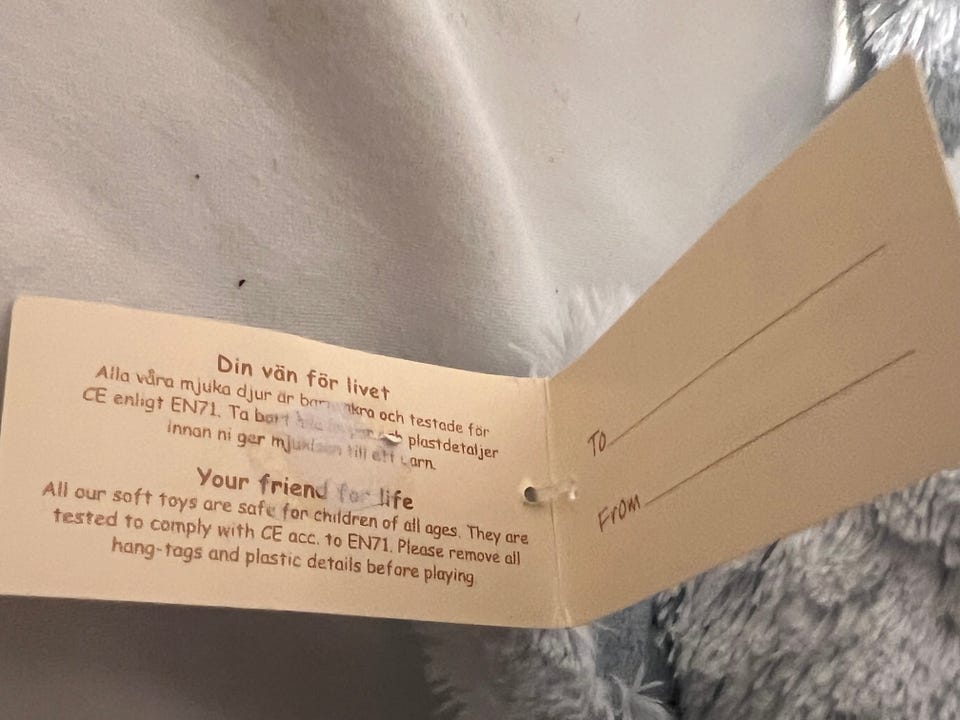 Din vän för livet
Alla våra mjuka djur är och testade för
CE enligt EN71. Ta bort plastdetaljer
innan ni ger till ett
Your friend for life
All our soft toys are safe for children of all ages. They are
tested to comply with CE acc. to EN71. Please remove all
hang-tags and plastic details before playing
To
From